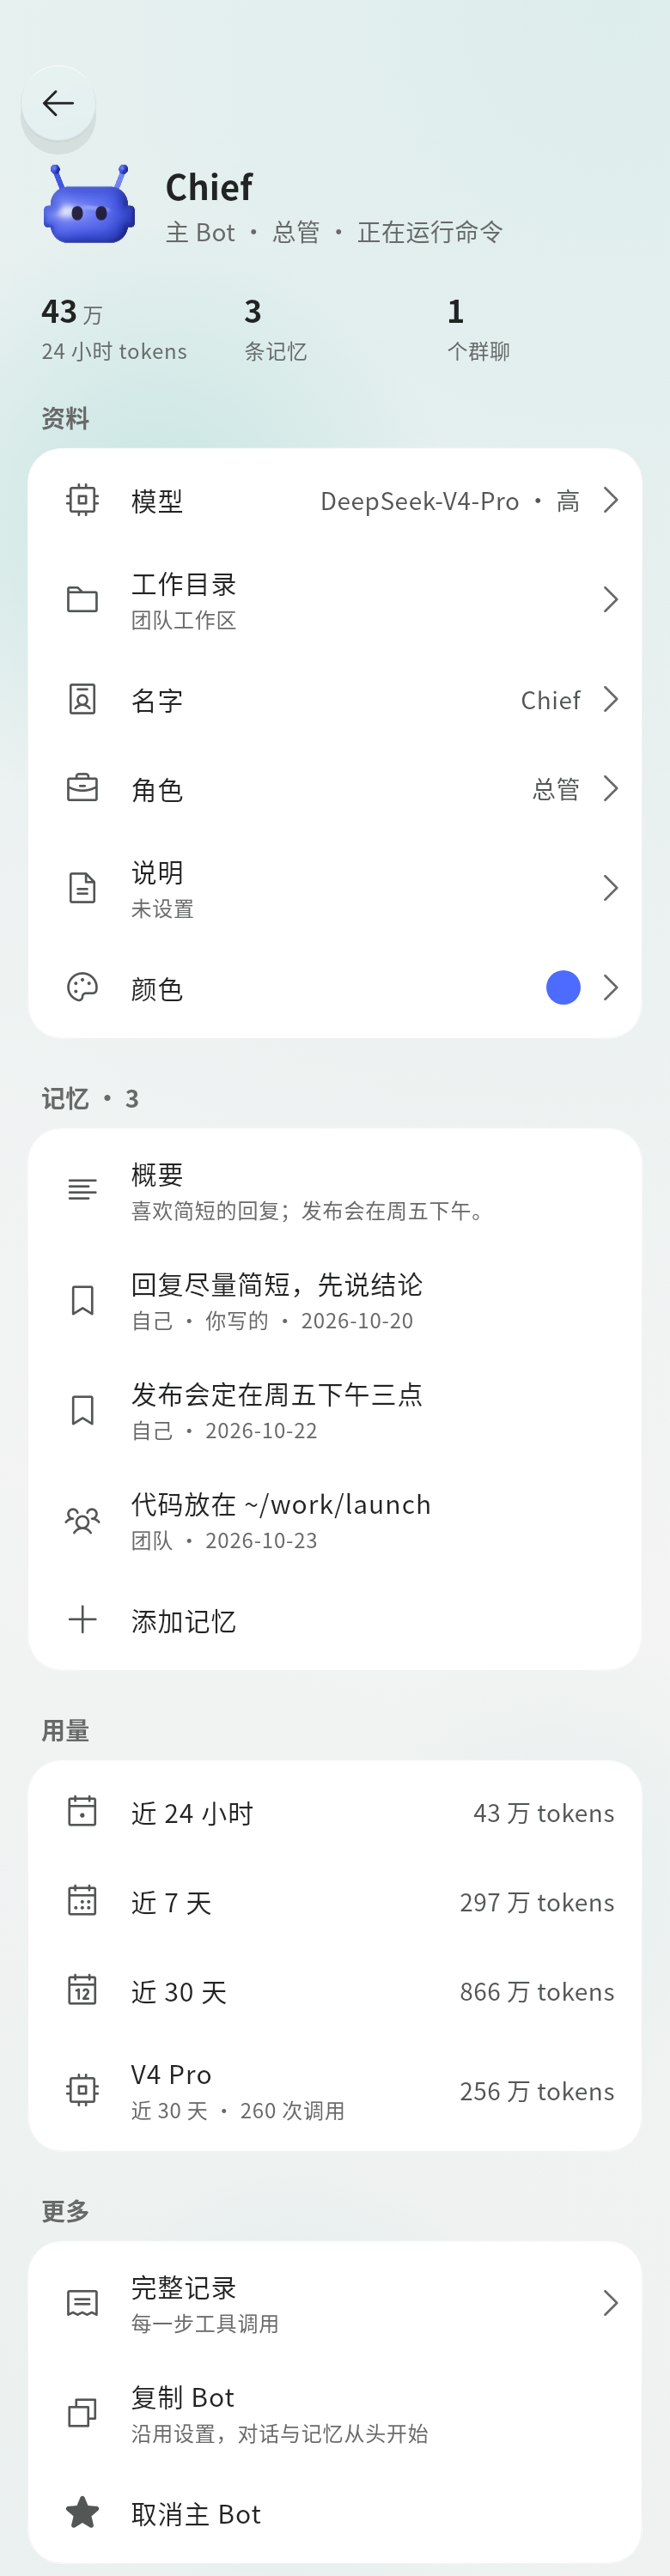 Chief
主 Bot · 总管 · 正在运行命令
43 万
24 小时 tokens
3
条记忆
1
个群聊
资料
模型
DeepSeek-V4-Pro · 高
工作目录
团队工作区
名字
Chief
角色
总管
说明
未设置
颜色
记忆 · 3
概要
喜欢简短的回复；发布会在周五下午。
回复尽量简短，先说结论
自己 · 你写的 · 2026-10-20
发布会定在周五下午三点
自己 · 2026-10-22
代码放在 ~/work/launch
团队 · 2026-10-23
添加记忆
用量
近 24 小时
43 万 tokens
近 7 天
297 万 tokens
12
近 30 天
866 万 tokens
V4 Pro
近 30 天 · 260 次调用
256 万 tokens
更多
完整记录
每一步工具调用
复制 Bot
沿用设置，对话与记忆从头开始
取消主 Bot